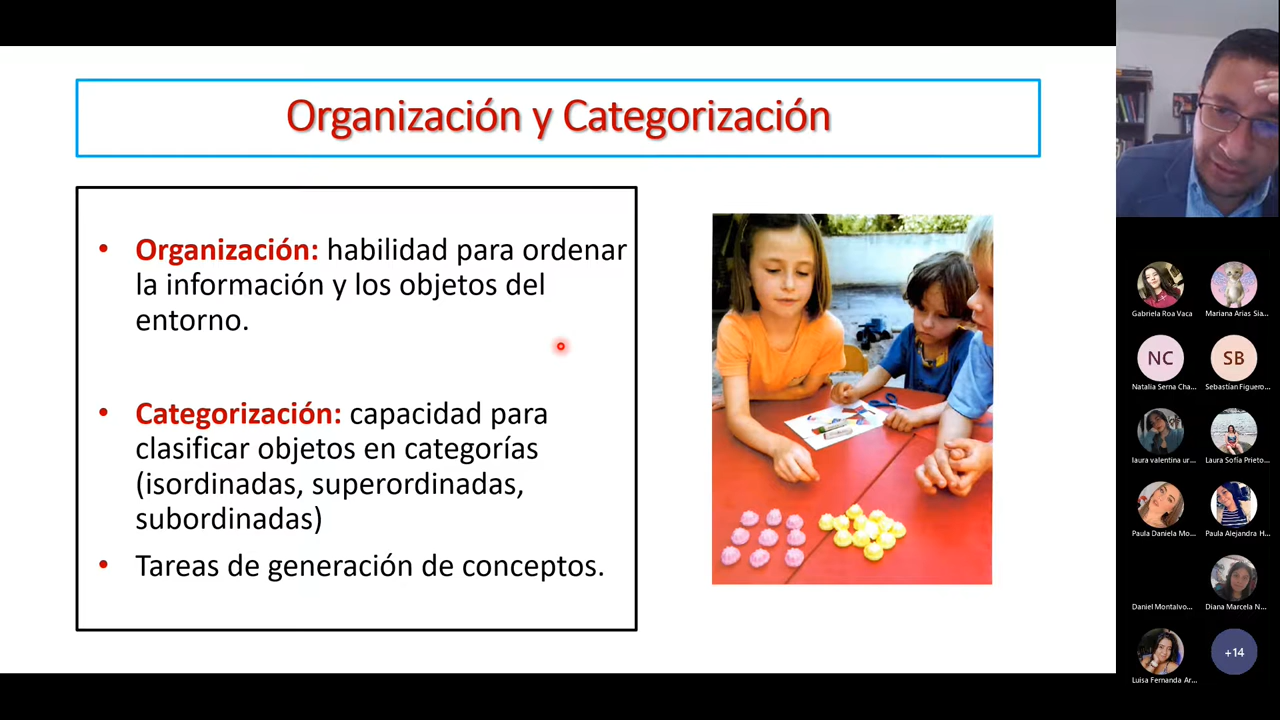 Organización y Categorización
• Organización: habilidad para ordenar
la información y los objetos del
entorno.
• Categorización: capacidad para
clasificar objetos en categorías
(isordinadas, superordinadas,
subordinadas)
• Tareas de generación de conceptos.
Gabriela Roa Vaca
Mariana Arias Sia...
NC
SB
Natalia Serna Cha...
Sebastian Figuero...
laura valentina ur...
Laura Sofia Prieto...
Paula Daniela Mo...
Paula Alejandra H...
Daniel Montalvo...
Diana Marcela N...
+14
Luisa Fernanda Ar...